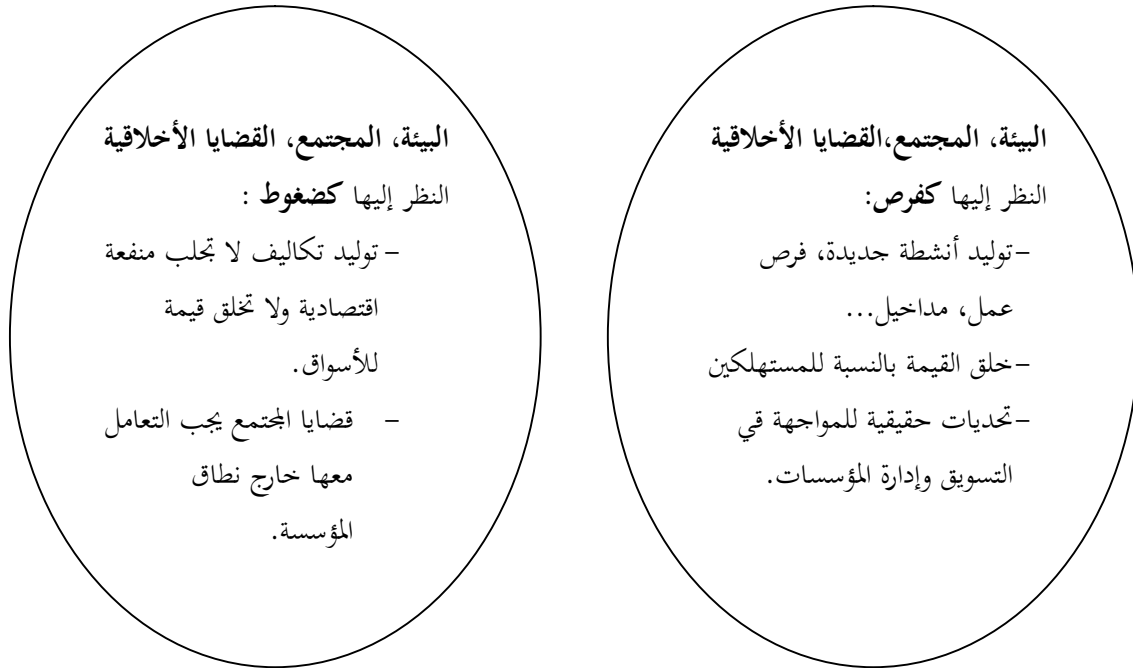 البيئة، المجتمع،القضايا الأخلاقية
النظر إليها كفرص:
-توليد أنشطة جديدة، فرص
عمل، مداخيل...
-خلق القيمة بالنسبة للمستهلكين
-تحديات حقيقية للمواجهة قي
التسويق وإدارة المؤسسات.
البيئة، المجتمع، القضايا الأخلاقية
النظر إليها كضغوط :
- توليد تكاليف لا تجلب منفعة
اقتصادية ولا تخلق قيمة
للأسواق.
- قضايا المجتمع يجب التعامل
معها خارج نطاق
المؤسسة.